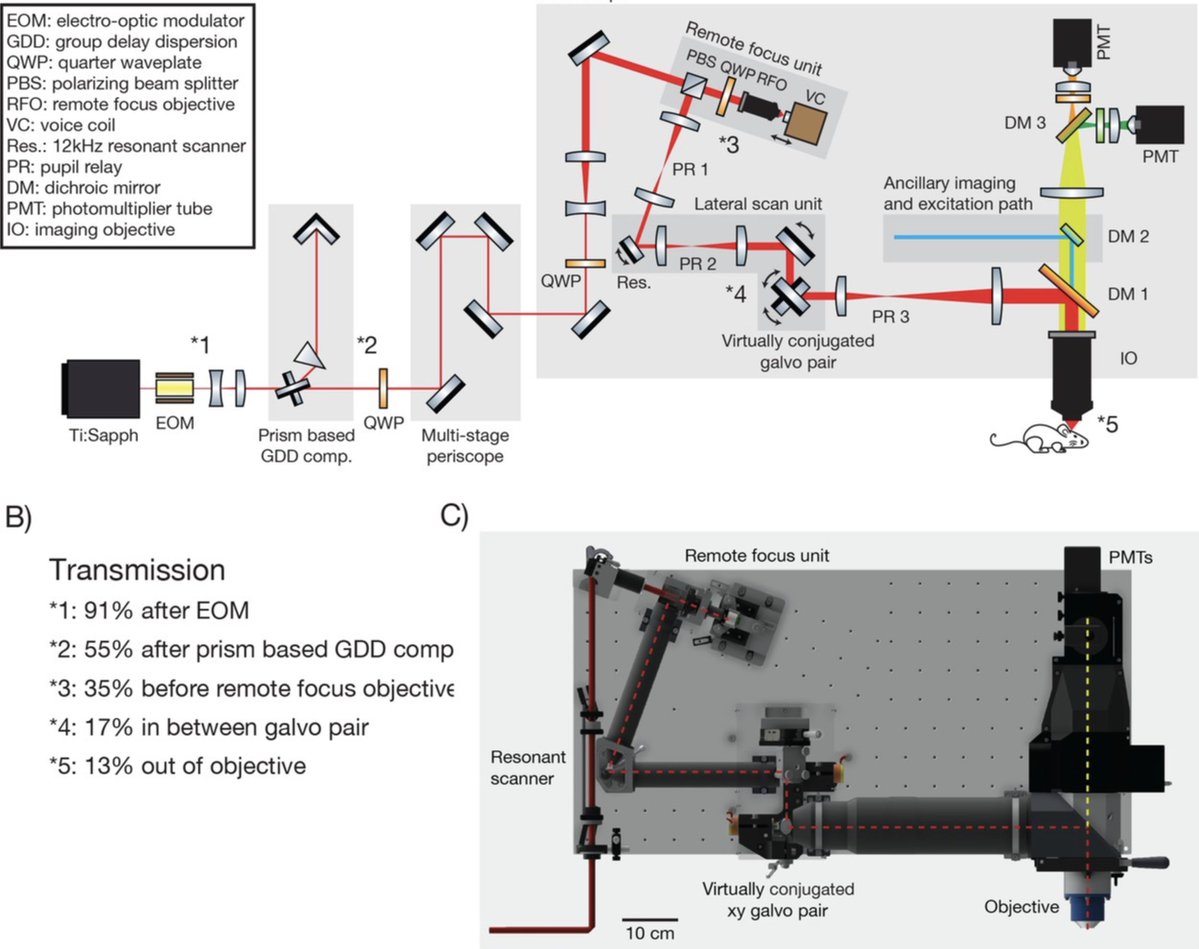 EOM: electro-optic modulator
GDD: group delay dispersion
QWP: quarter waveplate
PBS: polarizing beam splitter
RFO: remote focus objective
VC: voice coil
Res.: 12kHz resonant scanner
PR: pupil relay
DM: dichroic mirror
PMT: photomultiplier tube
IO: imaging objective
Remote focus unit
PBS
QWP
RFO
VC
*3
PR 1
PMT
DM 3
PMT
Ancillary imaging
and excitation path
DM 2
DM 1
Lateral scan unit
QWP
Res.
PR 2
*4
PR 3
Virtually conjugated
galvo pair
IO
*5
*1
*2
Ti:Sapph
EOM
Prism based
GDD comp.
QWP
Multi-stage
periscope
B)
Transmission
*1: 91% after EOM
*2: 55% after prism based GDD comp
*3: 35% before remote focus objective
*4: 17% in between galvo pair
*5: 13% out of objective
C)
Remote focus unit
PMTs
Resonant
scanner
Virtually conjugated
xy galvo pair
Objective
10 cm